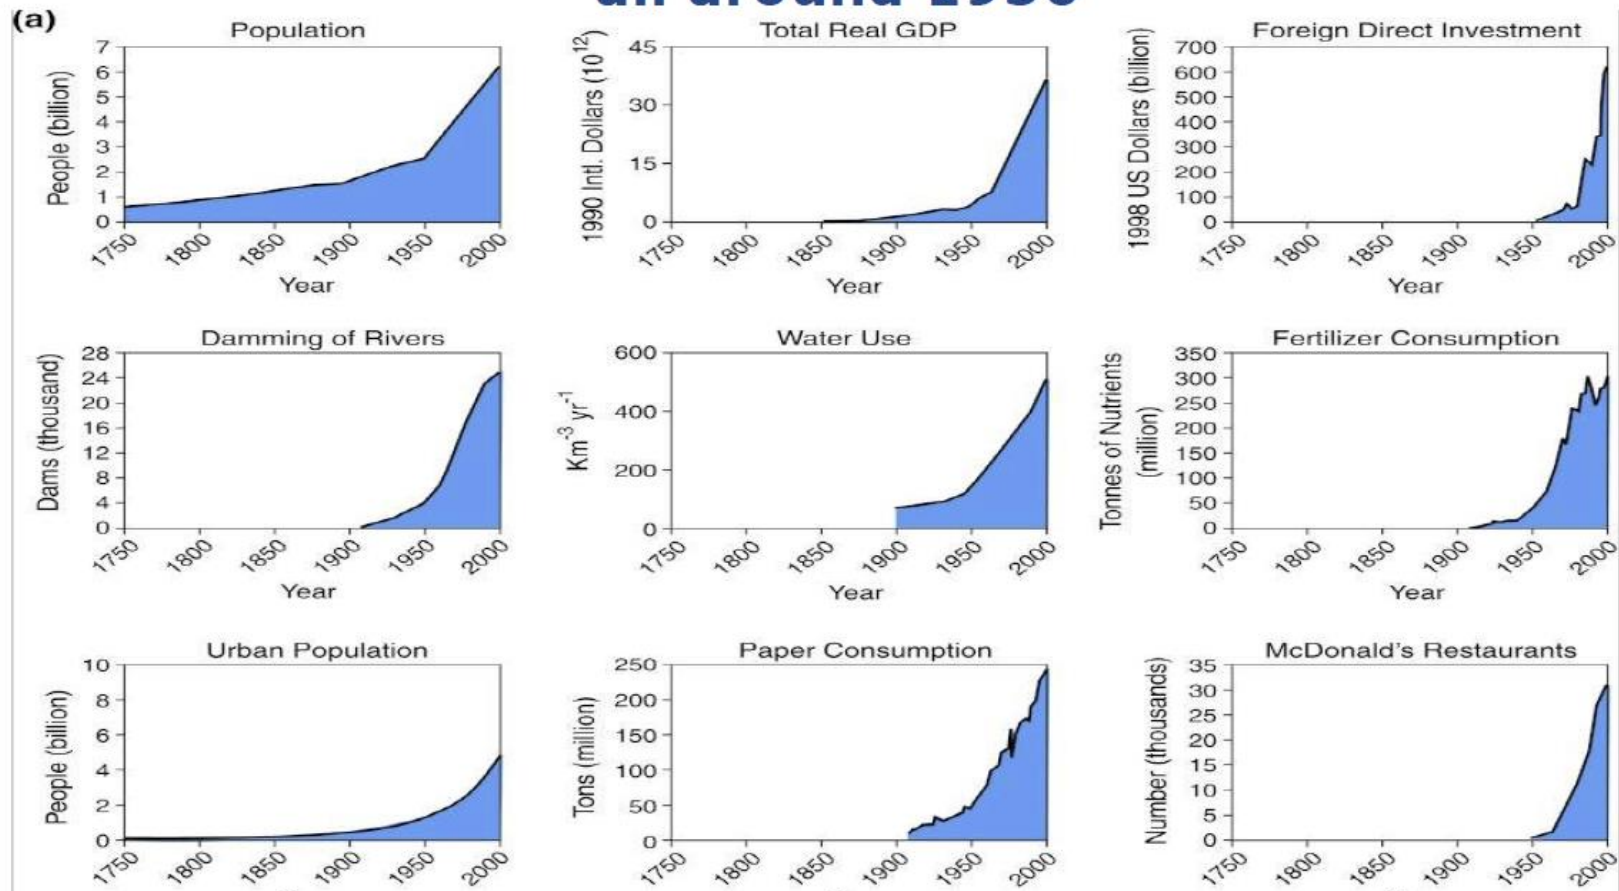 all around 1950
(a)
Population
People (billion)
7
6
5
4
3
2
1
0
1750 1800 1850 1900 1950 2000
Year
Total Real GDP
1990 Intl. Dollars (10¹²)
45
30
15
0
1750 1800 1850 1900 1950 2000
Year
Foreign Direct Investment
1998 US Dollars (billion)
700
600
500
400
300
200
100
0
1750 1800 1850 1900 1950 2000
Year
Damming of Rivers
Dams (thousand)
28
24
20
16
12
8
4
0
1750 1800 1850 1900 1950 2000
Year
Water Use
Km⁻³ yr⁻¹
600
400
200
0
1750 1800 1850 1900 1950 2000
Year
Fertilizer Consumption
Tonnes of Nutrients
(million)
350
300
250
200
150
100
50
0
1750 1800 1850 1900 1950 2000
Year
Urban Population
People (billion)
10
8
6
4
2
0
1750 1800 1850 1900 1950 2000
Paper Consumption
Tons (million)
250
200
150
100
50
0
1750 1800 1850 1900 1950 2000
McDonald's Restaurants
Number (thousands)
35
30
25
20
15
10
5
0
1750 1800 1850 1900 1950 2000